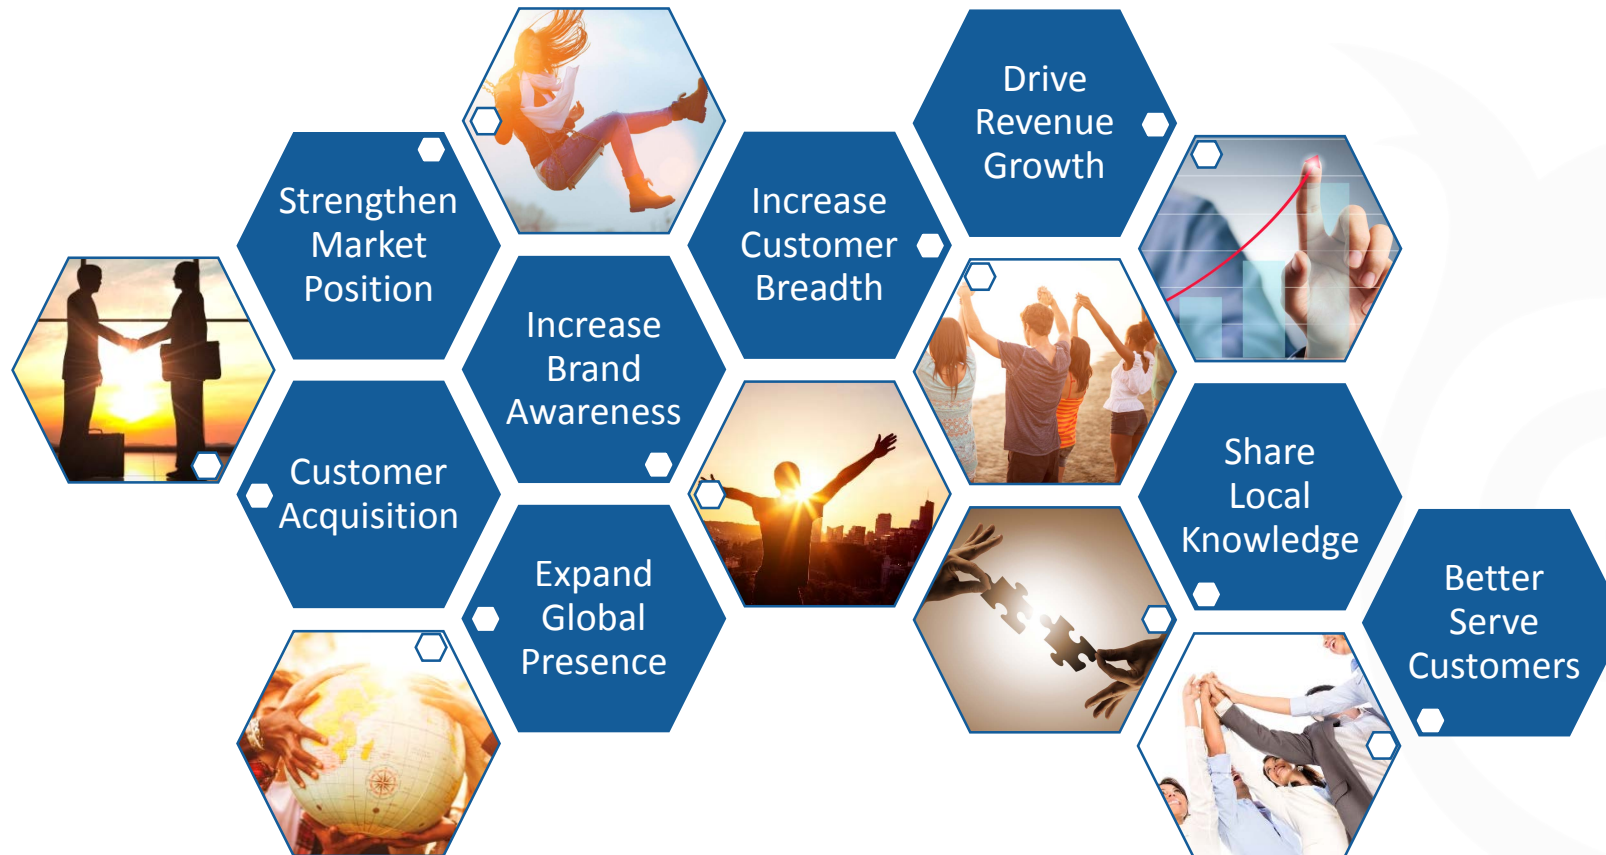 Strengthen
Market
Position
Customer
Acquisition
Increase
Brand
Awareness
Expand
Global
Presence
Increase
Customer
Breadth
Drive
Revenue
Growth
Share
Local
Knowledge
Better
Serve
Customers